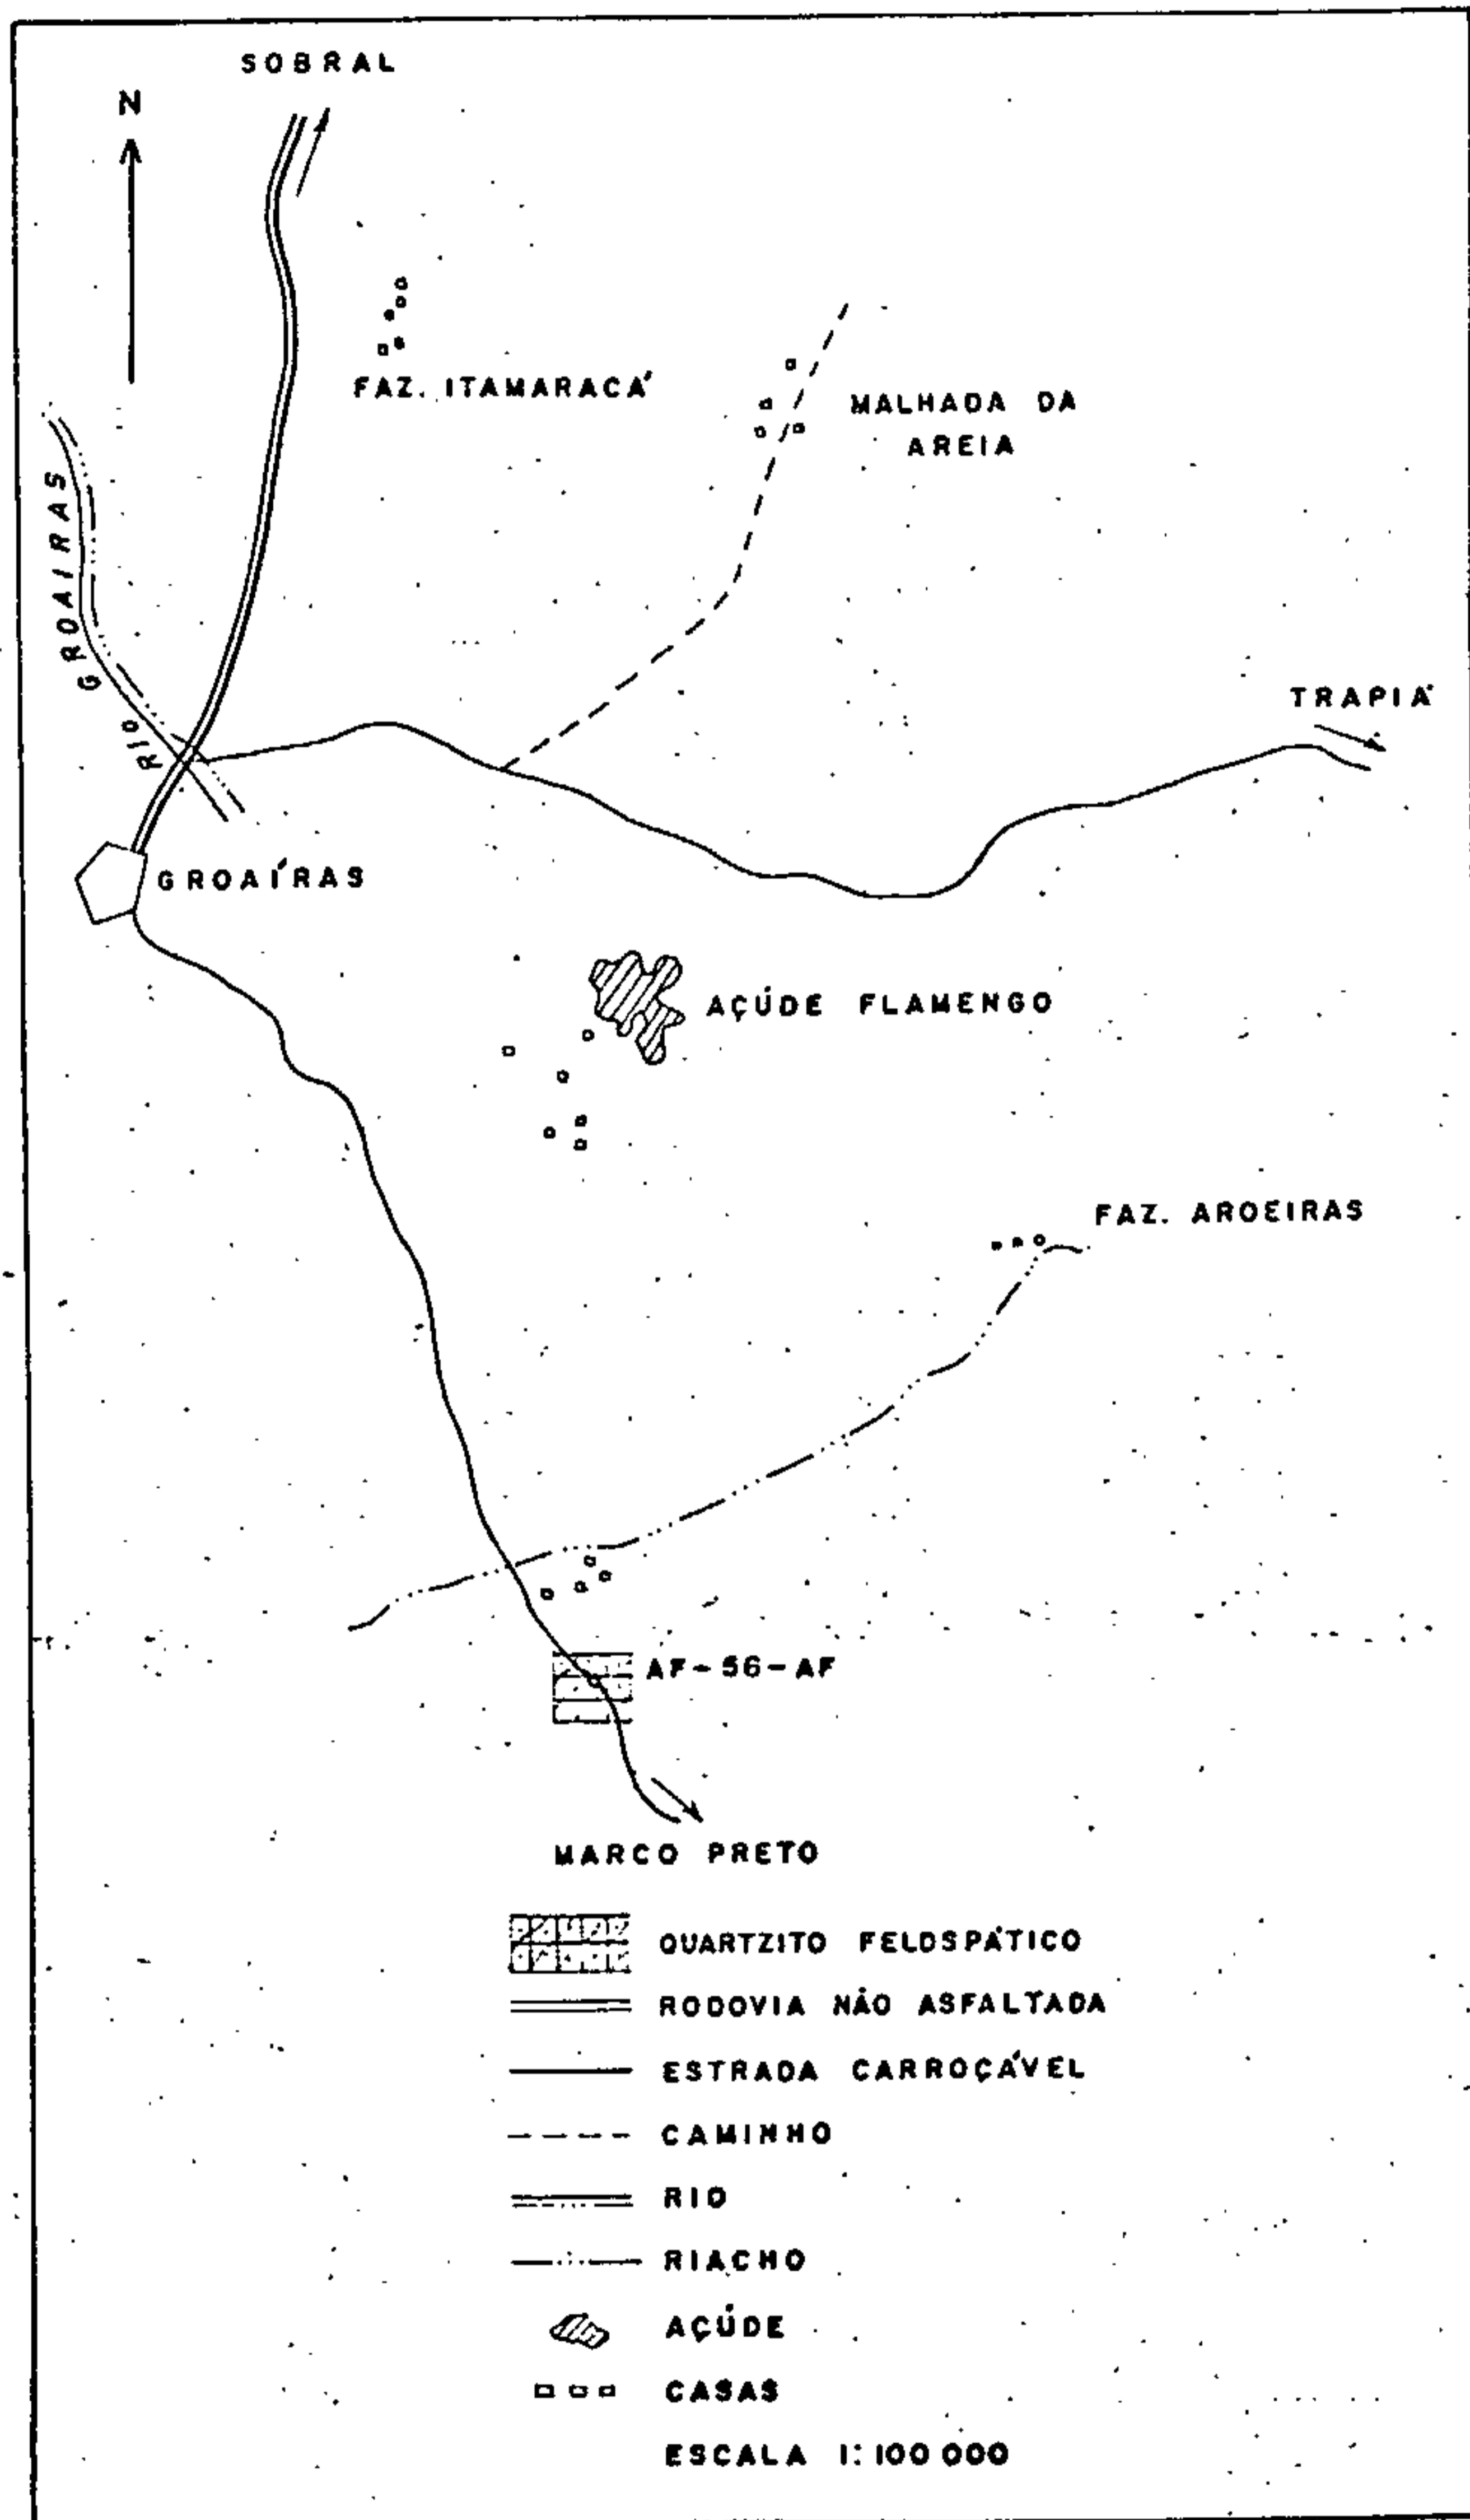 SOBRAL
N
FAZ. ITAMARACÁ
MALHADA DA
AREIA
RIO GROAIRAS
TRAPIÁ
GROAÍRAS
AÇÚDE FLAMENGO
FAZ. AROEIRAS
AF-56-AF
MARCO PRETO
QUARTZITO FELDSPÁTICO
RODOVIA NÃO ASFALTADA
ESTRADA CARROÇÁVEL
CAMINHO
RIO
RIACHO
AÇÚDE
CASAS
ESCALA 1:100 000